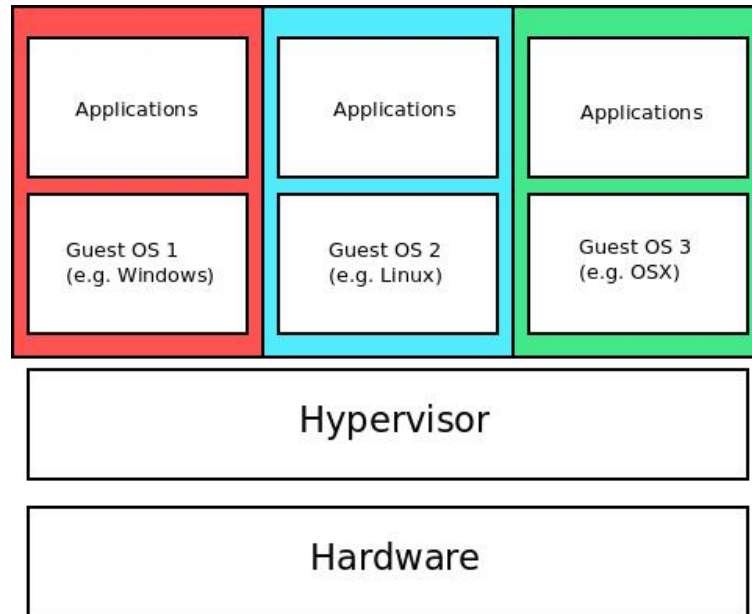 Applications
Applications
Applications
Guest OS 1
(e.g. Windows)
Guest OS 2
(e.g. Linux)
Guest OS 3
(e.g. OSX)
Hypervisor
Hardware